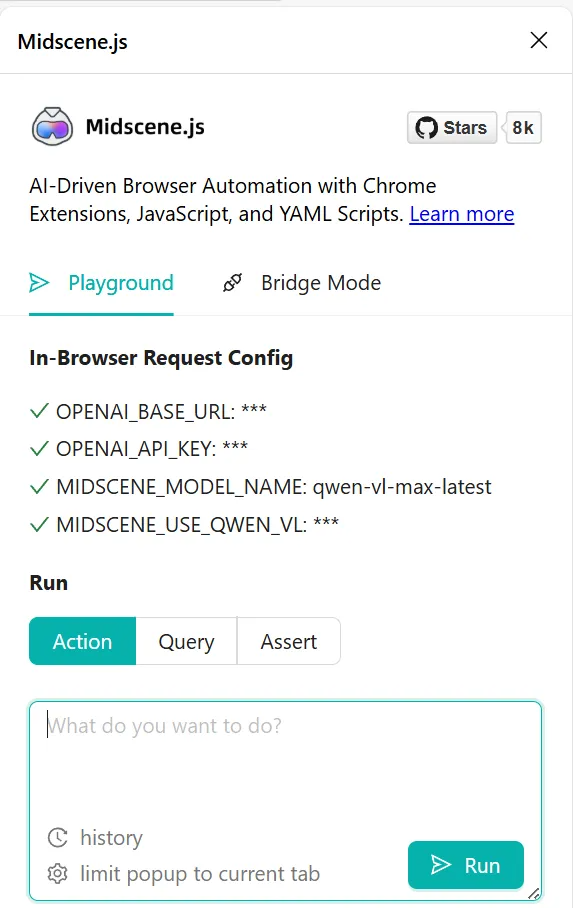 Midscene.js
Midscene.js
Stars
8k
AI-Driven Browser Automation with Chrome
Extensions, JavaScript, and YAML Scripts. Learn more
Playground
Bridge Mode
In-Browser Request Config
OPENAI_BASE_URL: ***
OPENAI_API_KEY: ***
MIDSCENE_MODEL_NAME: qwen-vl-max-latest
MIDSCENE_USE_QWEN_VL: ***
Run
Action
Query
Assert
What do you want to do?
history
limit popup to current tab
Run